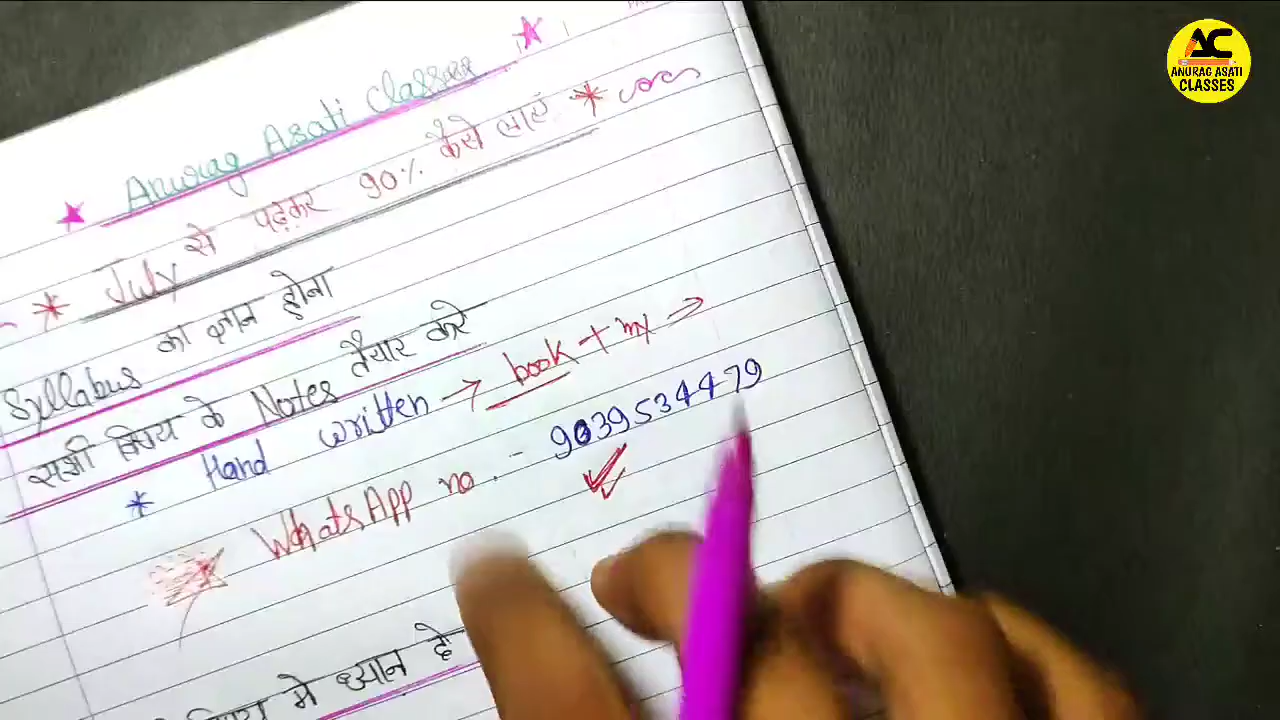 Anurag Asati Classes
July से पढ़कर 90% कैसे लाएं
Syllabus का ज्ञान होना
सभी विषय के Notes तैयार करे
* Hand written → book + →
WhatsApp no. - 9039534479
मे ध्यान दे
AC
ANURAG ASATI
CLASSES